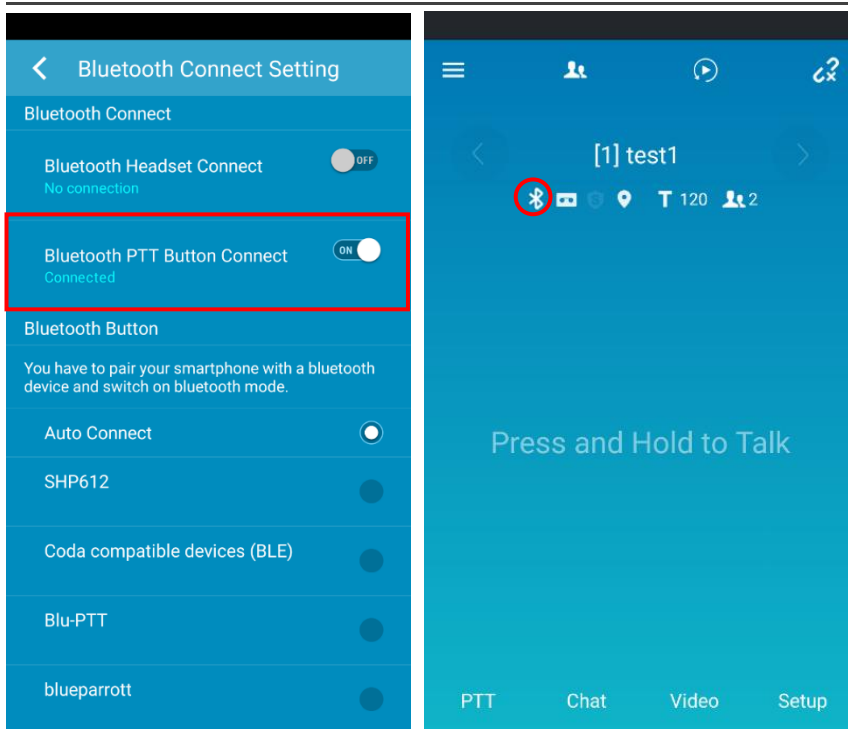 Bluetooth Connect Setting
Bluetooth Connect
Bluetooth Headset Connect
OFF
No connection
Bluetooth PTT Button Connect
ON
Connected
Bluetooth Button
You have to pair your smartphone with a bluetooth
device and switch on bluetooth mode.
Auto Connect
SHP612
Coda compatible devices (BLE)
Blu-PTT
blueparrott
[1] test1
T 120 2
Press and Hold to Talk
PTT Chat Video Setup